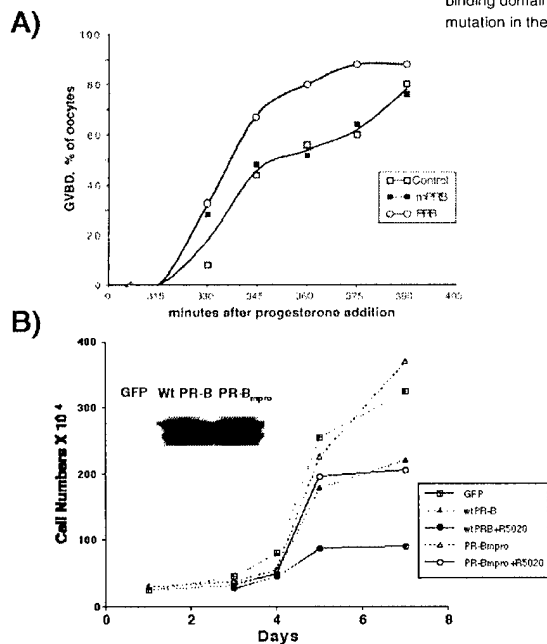 binding domain
mutation in the
A)
GVBD, % of oocytes
100
80
60
40
20
0
Control
mPRB
PRB
0 315 330 345 360 375 390 405
minutes after progesterone addition
B)
Cell Numbers X 10⁻⁴
400
300
200
100
0
GFP Wt PR-B PR-Bmpro
GFP
wtPR-B
wtPRB+R5020
PR-Bmpro
PR-Bmpro+R5020
0 2 4 6 8
Days